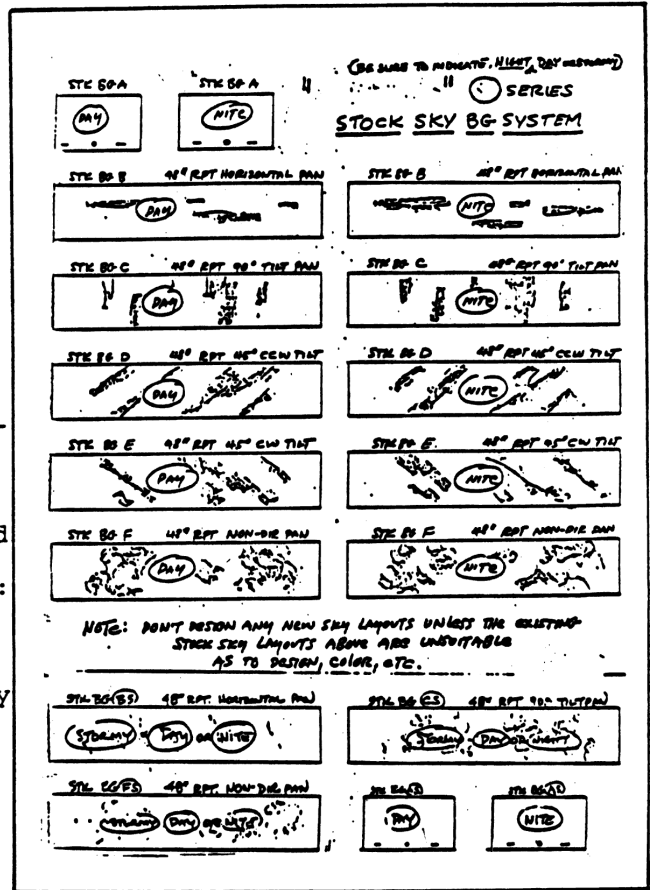 (BE SURE TO INDICATE, NIGHT, DAY OR STORMY)
STK BG A STK BG A
SERIES
DAY NITE
STOCK SKY BG SYSTEM
STK BG B 48" RPT HORIZONTAL PAN
STK BG B 48" RPT HORIZONTAL PAN
DAY NITE
STK BG C 48" RPT 90° TILT PAN
STK BG C 48" RPT 90° TILT PAN
DAY NITE
STK BG D 48" RPT 45° CCW TILT
STK BG D 48" RPT 45° CCW TILT
DAY NITE
STK BG E 48" RPT 45° CW TILT
STK BG E 48" RPT 45° CW TILT
DAY NITE
STK BG F 48" RPT NON-DIR PAN
STK BG F 48" RPT NON-DIR PAN
DAY NITE
NOTE: DON'T DESIGN ANY NEW SKY LAYOUTS UNLESS THE EXISTING
STOCK SKY LAYOUTS ABOVE ARE UNSUITABLE
AS TO DESIGN, COLOR, ETC.
STK BG (BS) 48" RPT. HORIZONTAL PAN
STK BG (CS) 48" RPT 90° TILT PAN
STORMY - DAY OR NITE
STORMY - DAY OR NIGHT
STK BG (FS) 48" RPT. NON-DIR PAN
STK BG (AS) STK BG (AS)
STORMY DAY OR NITE
DAY NITE